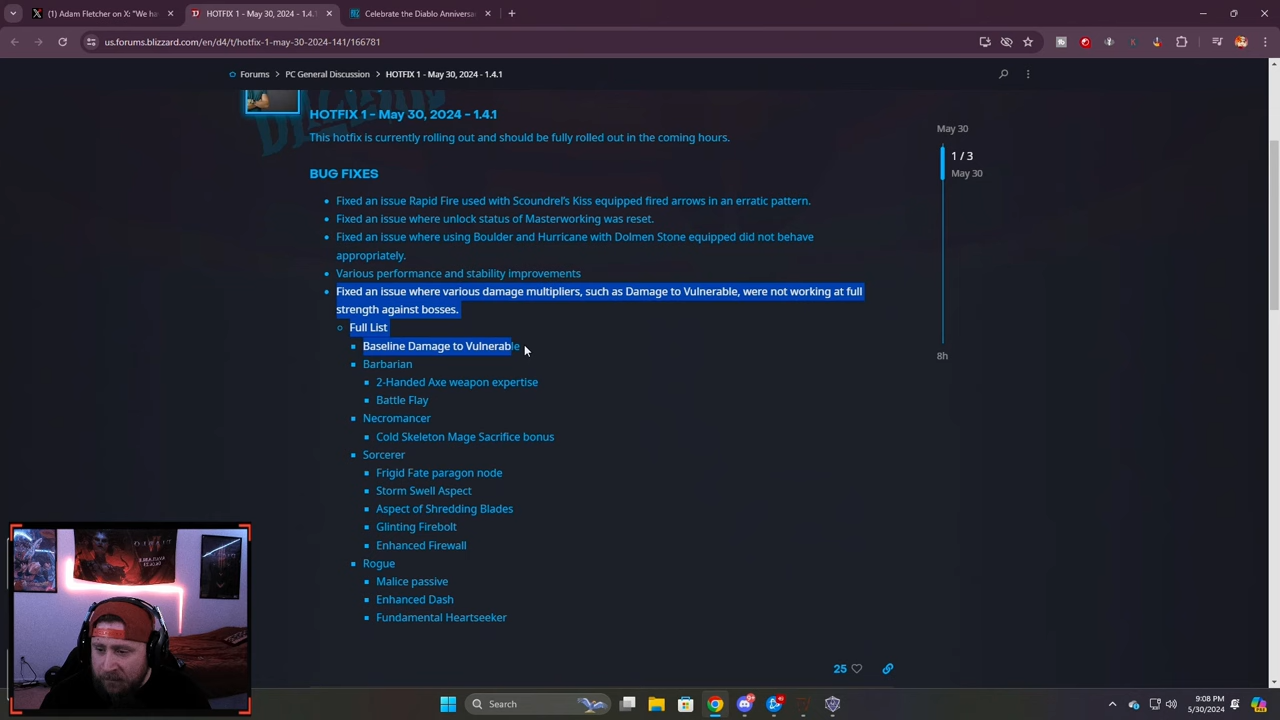 (1) Adam Fletcher on X: "We ha
HOTFIX 1 - May 30, 2024 - 1.4.1
Celebrate the Diablo Anniversa
us.forums.blizzard.com/en/d4/t/hotfix-1-may-30-2024-141/166781
Forums > PC General Discussion > HOTFIX 1 - May 30, 2024 - 1.4.1
HOTFIX 1 - May 30, 2024 - 1.4.1
This hotfix is currently rolling out and should be fully rolled out in the coming hours.
May 30
1 / 3
May 30
BUG FIXES
Fixed an issue Rapid Fire used with Scoundrel's Kiss equipped fired arrows in an erratic pattern.
Fixed an issue where unlock status of Masterworking was reset.
Fixed an issue where using Boulder and Hurricane with Dolmen Stone equipped did not behave
appropriately.
Various performance and stability improvements
Fixed an issue where various damage multipliers, such as Damage to Vulnerable, were not working at full
strength against bosses.
Full List
Baseline Damage to Vulnerable
8h
Barbarian
2-Handed Axe weapon expertise
Battle Flay
Necromancer
Cold Skeleton Mage Sacrifice bonus
Sorcerer
Frigid Fate paragon node
Storm Swell Aspect
Aspect of Shredding Blades
Glinting Firebolt
Enhanced Firewall
Rogue
Malice passive
Enhanced Dash
Fundamental Heartseeker
25
Search
9:08 PM
5/30/2024